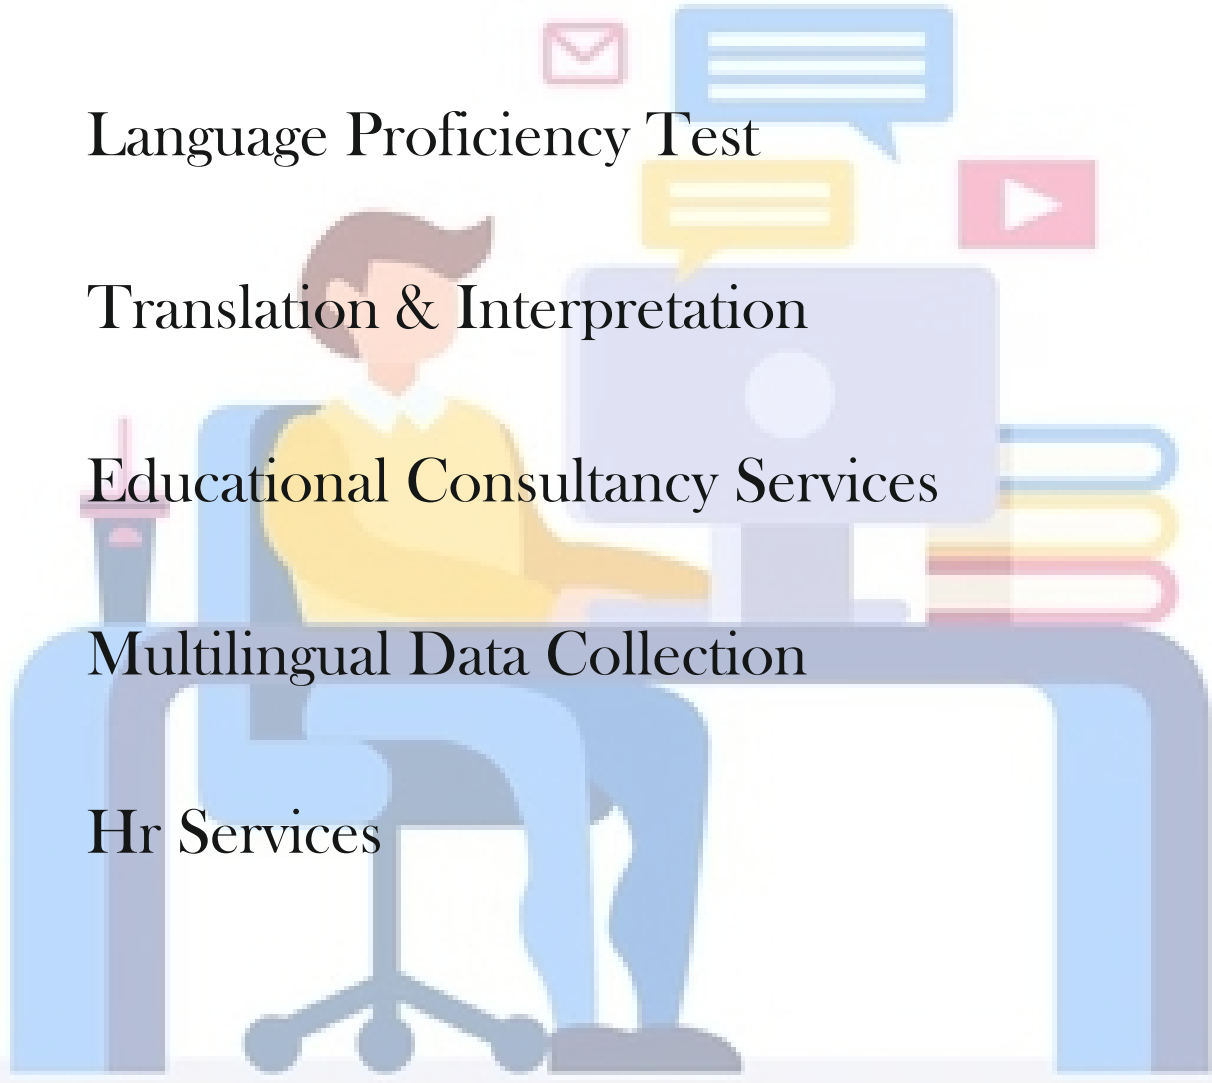 Language Proficiency Test
Translation & Interpretation
Educational Consultancy Services
Multilingual Data Collection
Hr Services